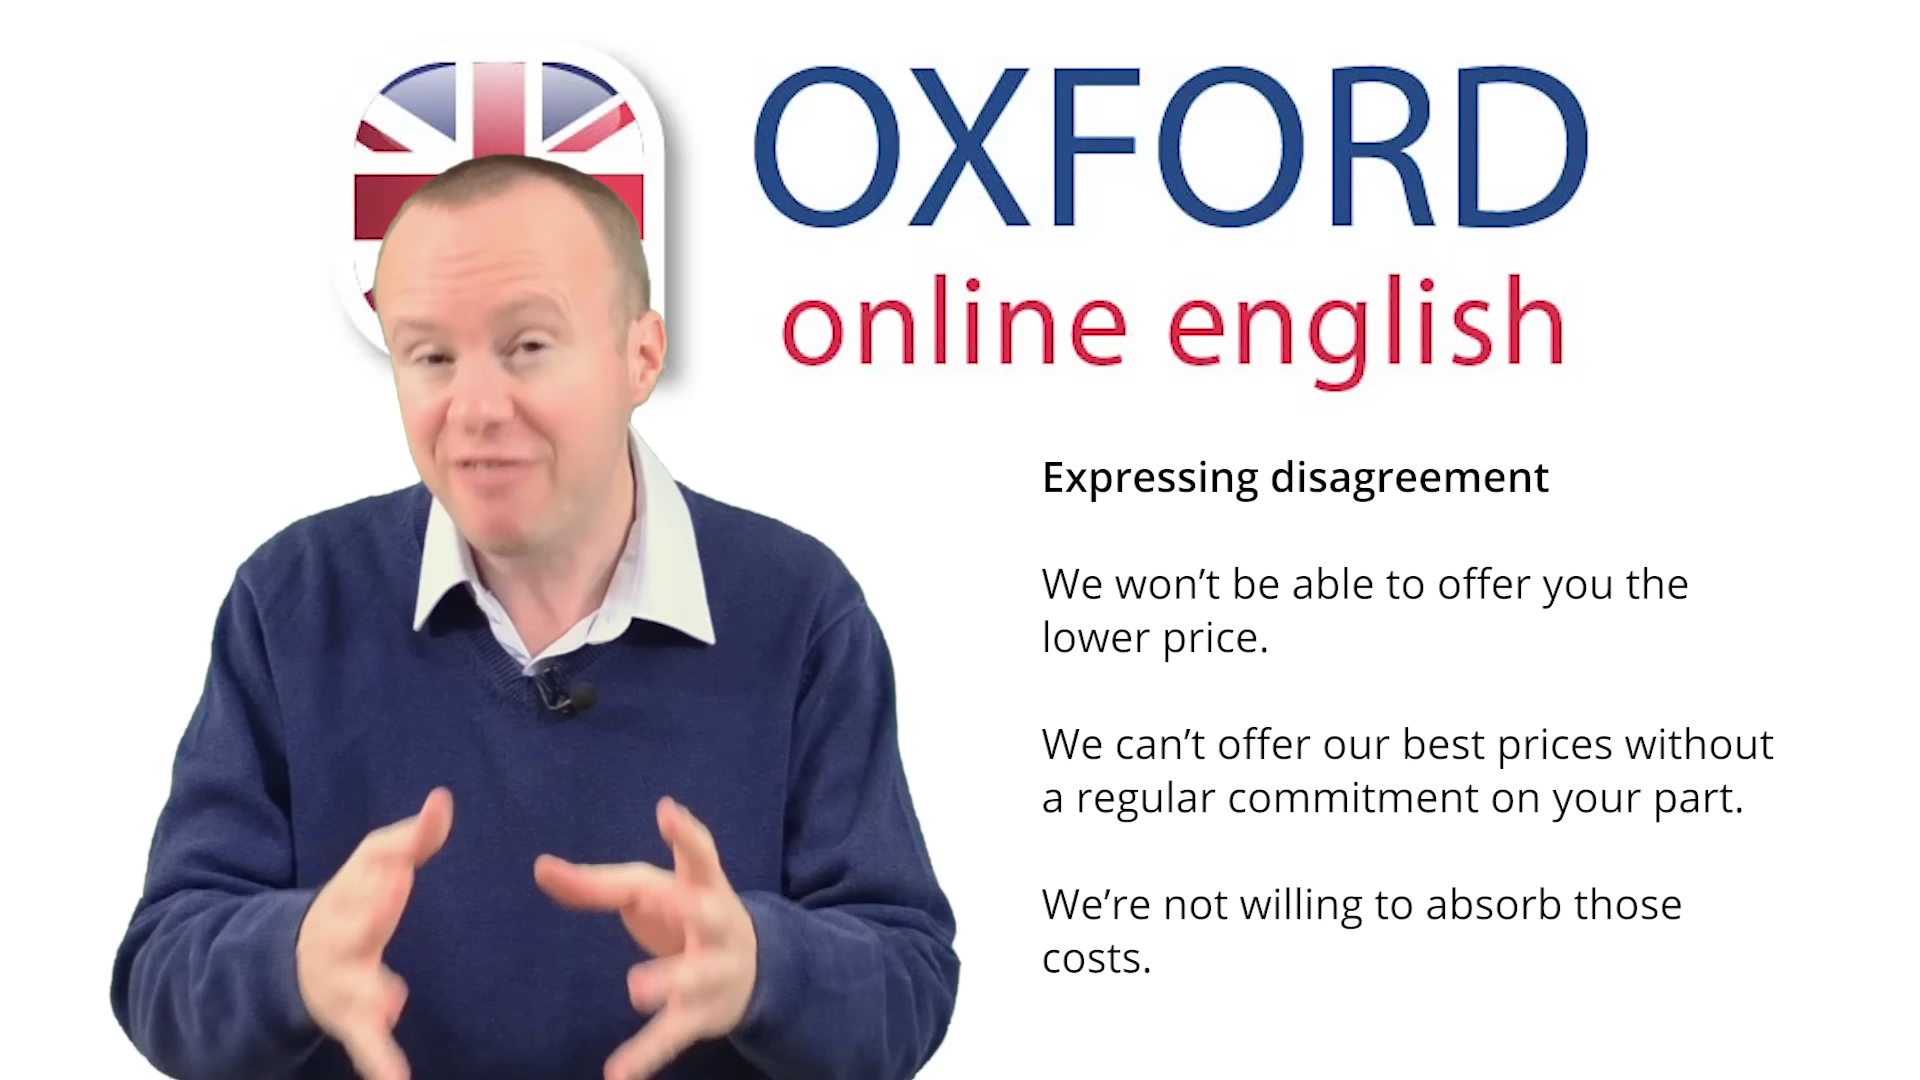 OXFORD
online english
Expressing disagreement
We won’t be able to offer you the
lower price.
We can’t offer our best prices without
a regular commitment on your part.
We’re not willing to absorb those
costs.